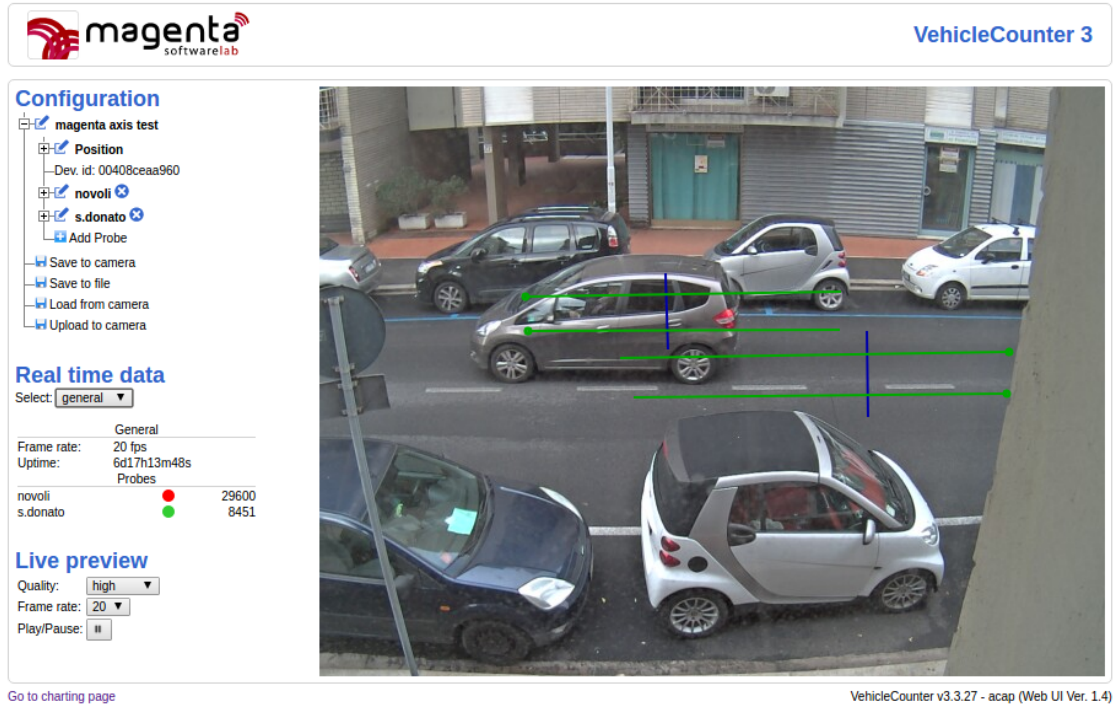 magenta
softwarelab
VehicleCounter 3
Configuration
magenta axis test
Position
Dev. id: 00408ceaa960
novoli
s.donato
Add Probe
Save to camera
Save to file
Load from camera
Upload to camera
Real time data
Select: general
General
Frame rate: 20 fps
Uptime: 6d17h13m48s
Probes
novoli 29600
s.donato 8451
Live preview
Quality: high
Frame rate: 20
Play/Pause:
Go to charting page
VehicleCounter v3.3.27 - acap (Web UI Ver. 1.4)